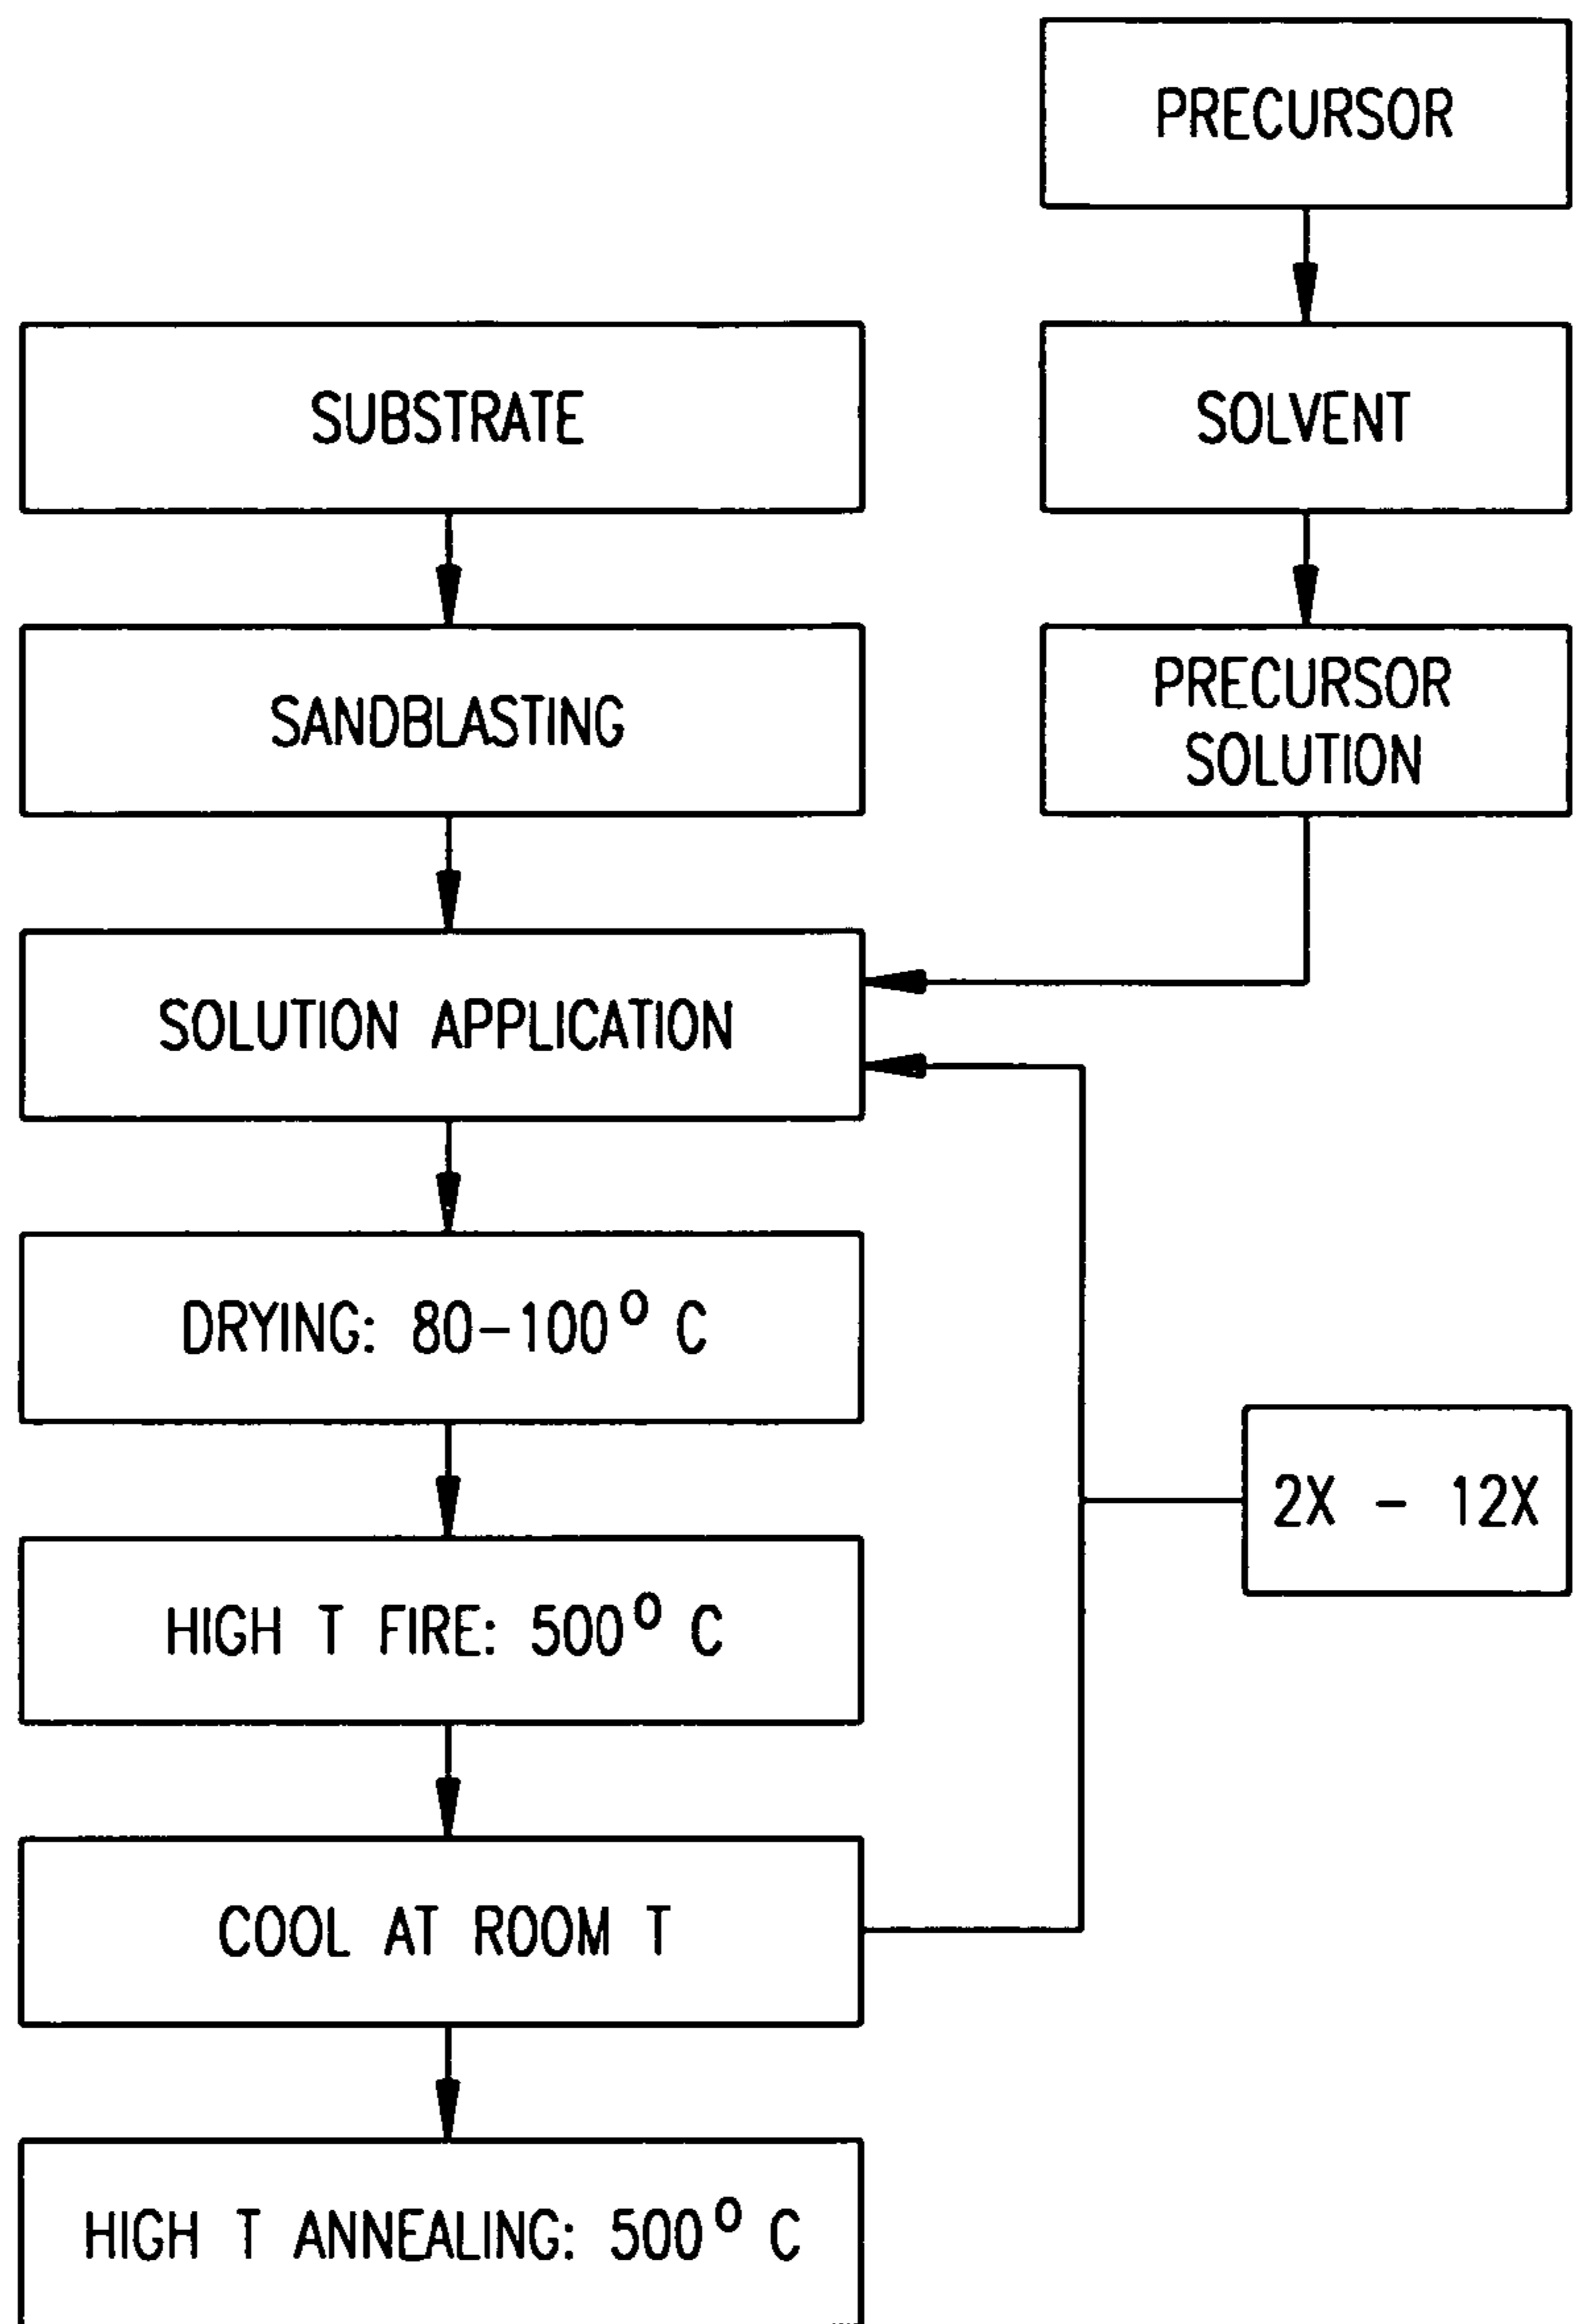 PRECURSOR
SUBSTRATE
SOLVENT
SANDBLASTING
PRECURSOR
SOLUTION
SOLUTION APPLICATION
DRYING: 80-100° C
2X - 12X
HIGH T FIRE: 500° C
COOL AT ROOM T
HIGH T ANNEALING: 500° C